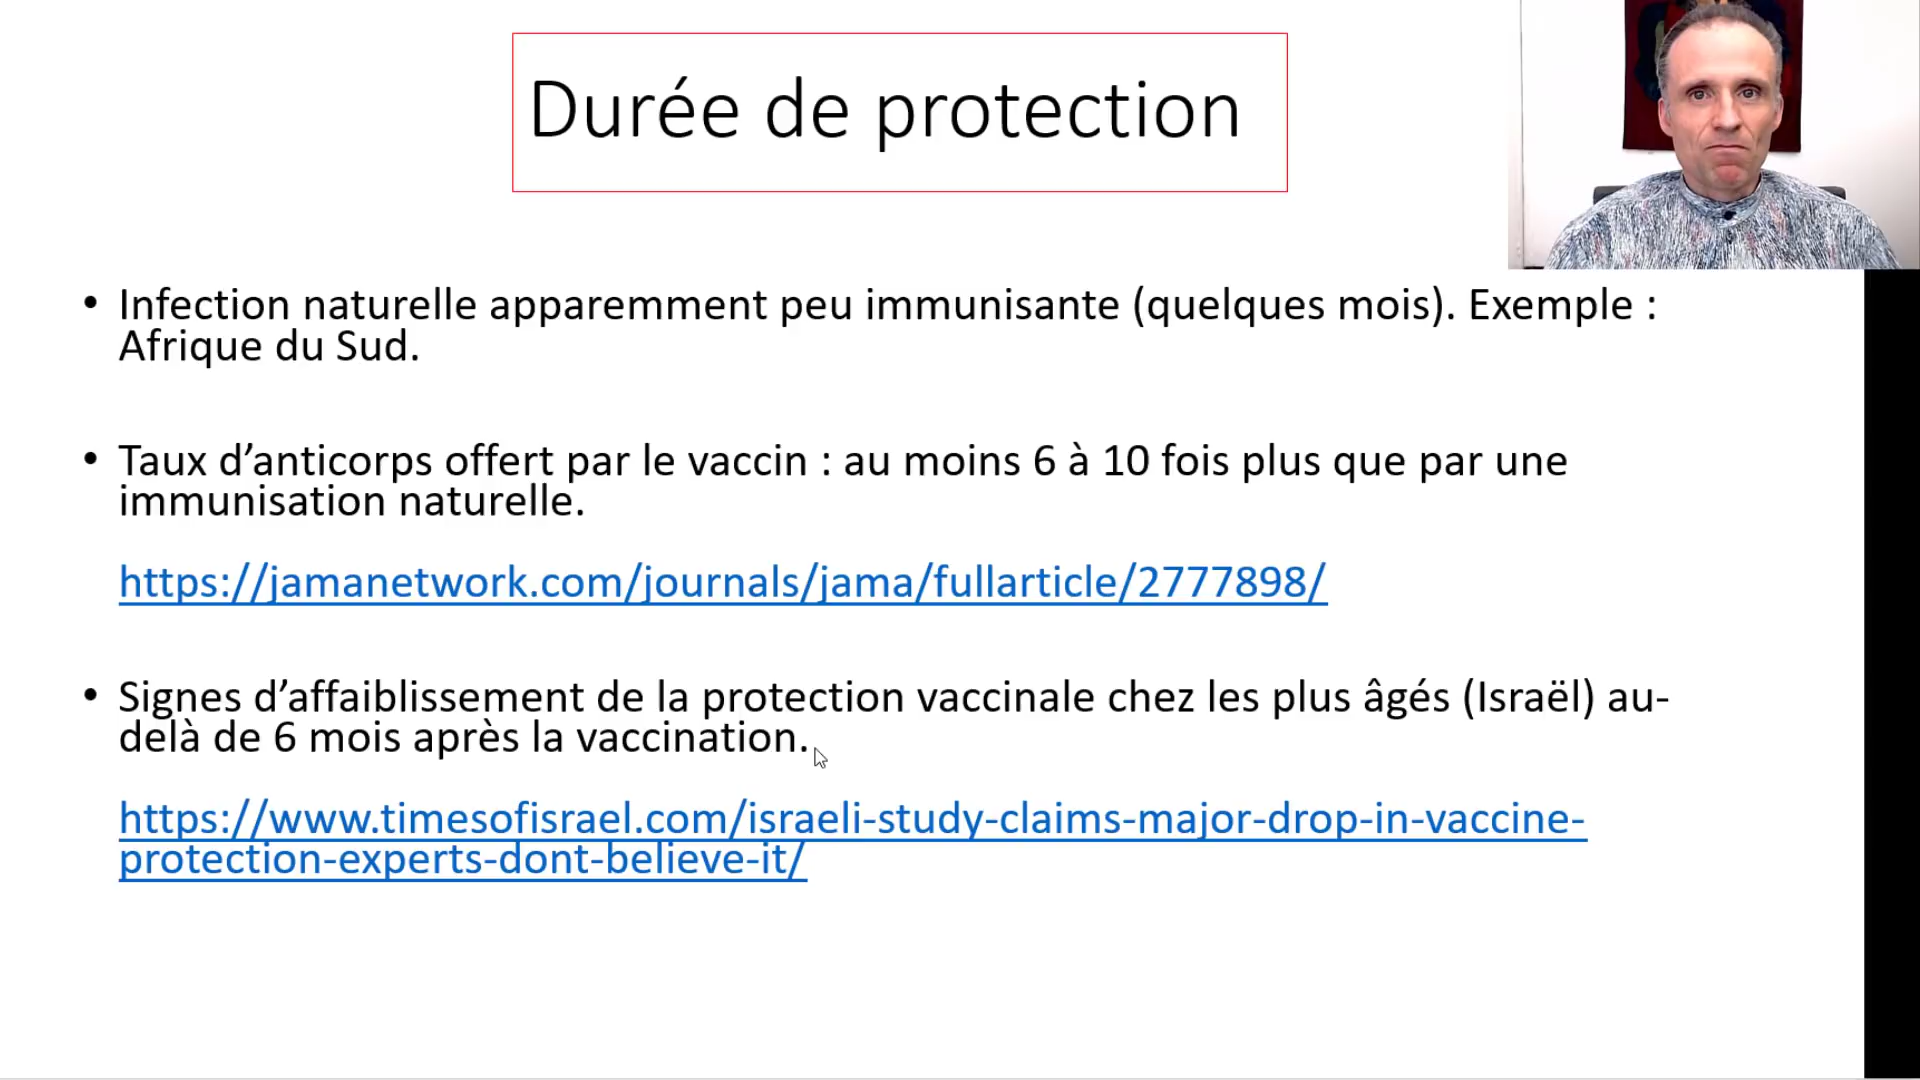 Durée de protection
• Infection naturelle apparemment peu immunisante (quelques mois). Exemple :
Afrique du Sud.
• Taux d’anticorps offert par le vaccin : au moins 6 à 10 fois plus que par une
immunisation naturelle.
https://jamanetwork.com/journals/jama/fullarticle/2777898/
• Signes d’affaiblissement de la protection vaccinale chez les plus âgés (Israël) au-
delà de 6 mois après la vaccination.
https://www.timesofisrael.com/israeli-study-claims-major-drop-in-vaccine-
protection-experts-dont-believe-it/